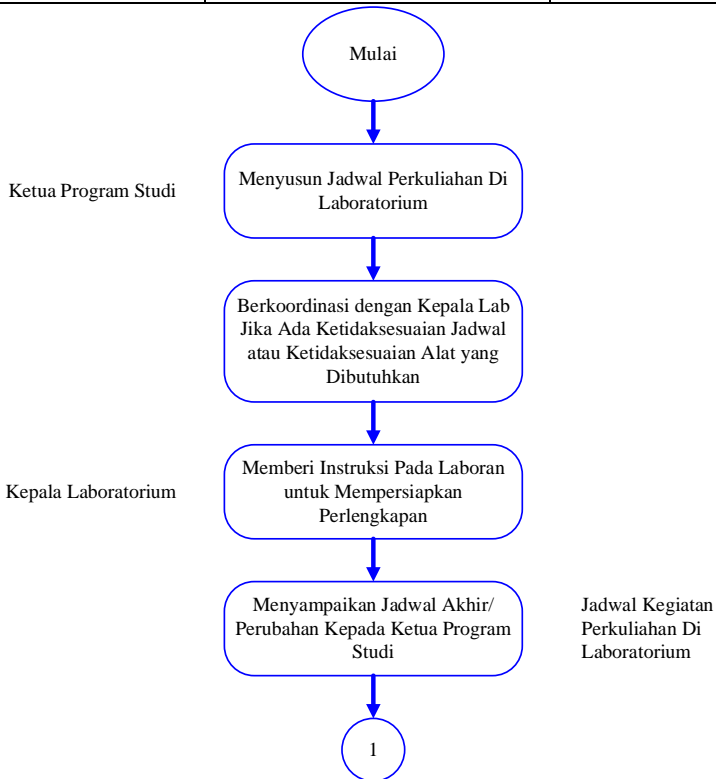 Mulai
Ketua Program Studi
Menyusun Jadwal Perkuliahan Di
Laboratorium
Berkoordinasi dengan Kepala Lab
Jika Ada Ketidaksesuaian Jadwal
atau Ketidaksesuaian Alat yang
Dibutuhkan
Kepala Laboratorium
Memberi Instruksi Pada Laboran
untuk Mempersiapkan
Perlengkapan
Menyampaikan Jadwal Akhir/
Perubahan Kepada Ketua Program
Studi
Jadwal Kegiatan
Perkuliahan Di
Laboratorium
1